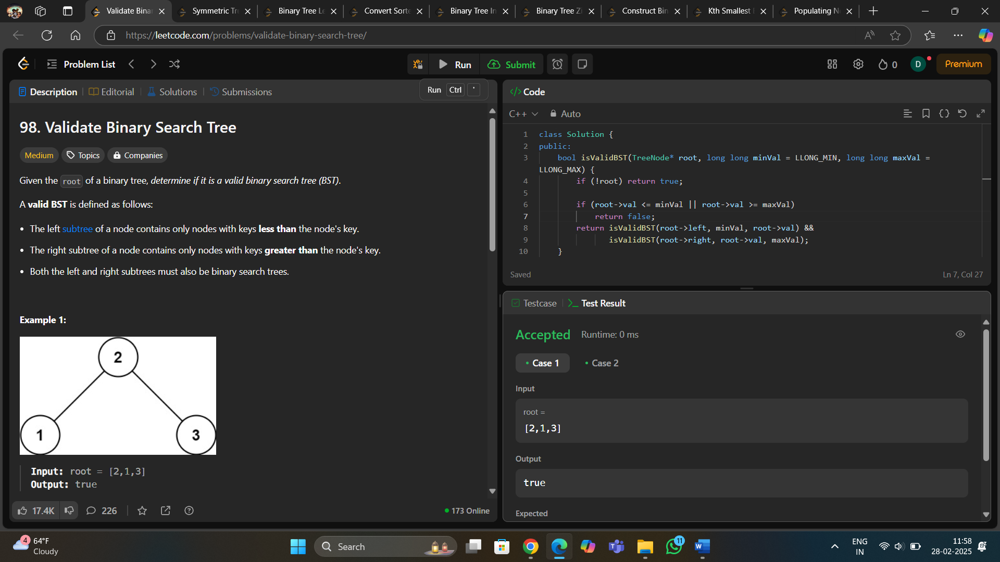 Validate Binar
Symmetric Tr
Binary Tree Le
Convert Sorte
Binary Tree In
Binary Tree Zi
Construct Bin
Kth Smallest
Populating N
https://leetcode.com/problems/validate-binary-search-tree/
Problem List
Run
Submit
0
D
Premium
Description
Editorial
Solutions
Submissions
Run Ctrl '
98. Validate Binary Search Tree
Medium
Topics
Companies
Given the root of a binary tree, determine if it is a valid binary search tree (BST).
A valid BST is defined as follows:
• The left subtree of a node contains only nodes with keys less than the node's key.
• The right subtree of a node contains only nodes with keys greater than the node's key.
• Both the left and right subtrees must also be binary search trees.
Example 1:
2
1
3
Input: root = [2,1,3]
Output: true
17.4K
226
173 Online
</> Code
C++
Auto
1 class Solution {
2 public:
3 bool isValidBST(TreeNode* root, long long minVal = LLONG_MIN, long long maxVal =
LLONG_MAX) {
4 if (!root) return true;
5
6 if (root->val <= minVal || root->val >= maxVal)
7 return false;
8 return isValidBST(root->left, minVal, root->val) &&
9 isValidBST(root->right, root->val, maxVal);
10 }
Saved
Ln 7, Col 27
Testcase
Test Result
Accepted
Runtime: 0 ms
• Case 1
• Case 2
Input
root =
[2,1,3]
Output
true
Expected
4
64°F
Cloudy
Search
11
ENG
IN
11:58
28-02-2025